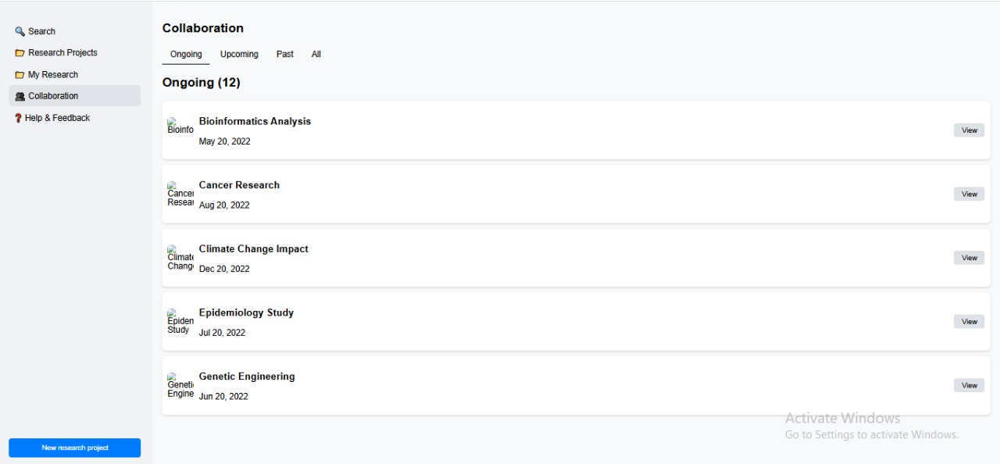 Search
Research Projects
My Research
Collaboration
Help & Feedback
New research project
Collaboration
Ongoing Upcoming Past All
Ongoing (12)
Bioinfo
Bioinformatics Analysis
May 20, 2022
View
Cancer
Resear
Cancer Research
Aug 20, 2022
View
Climate
Chang
Climate Change Impact
Dec 20, 2022
View
Epiden
Study
Epidemiology Study
Jul 20, 2022
View
Geneti
Engine
Genetic Engineering
Jun 20, 2022
View
Activate Windows
Go to Settings to activate Windows.